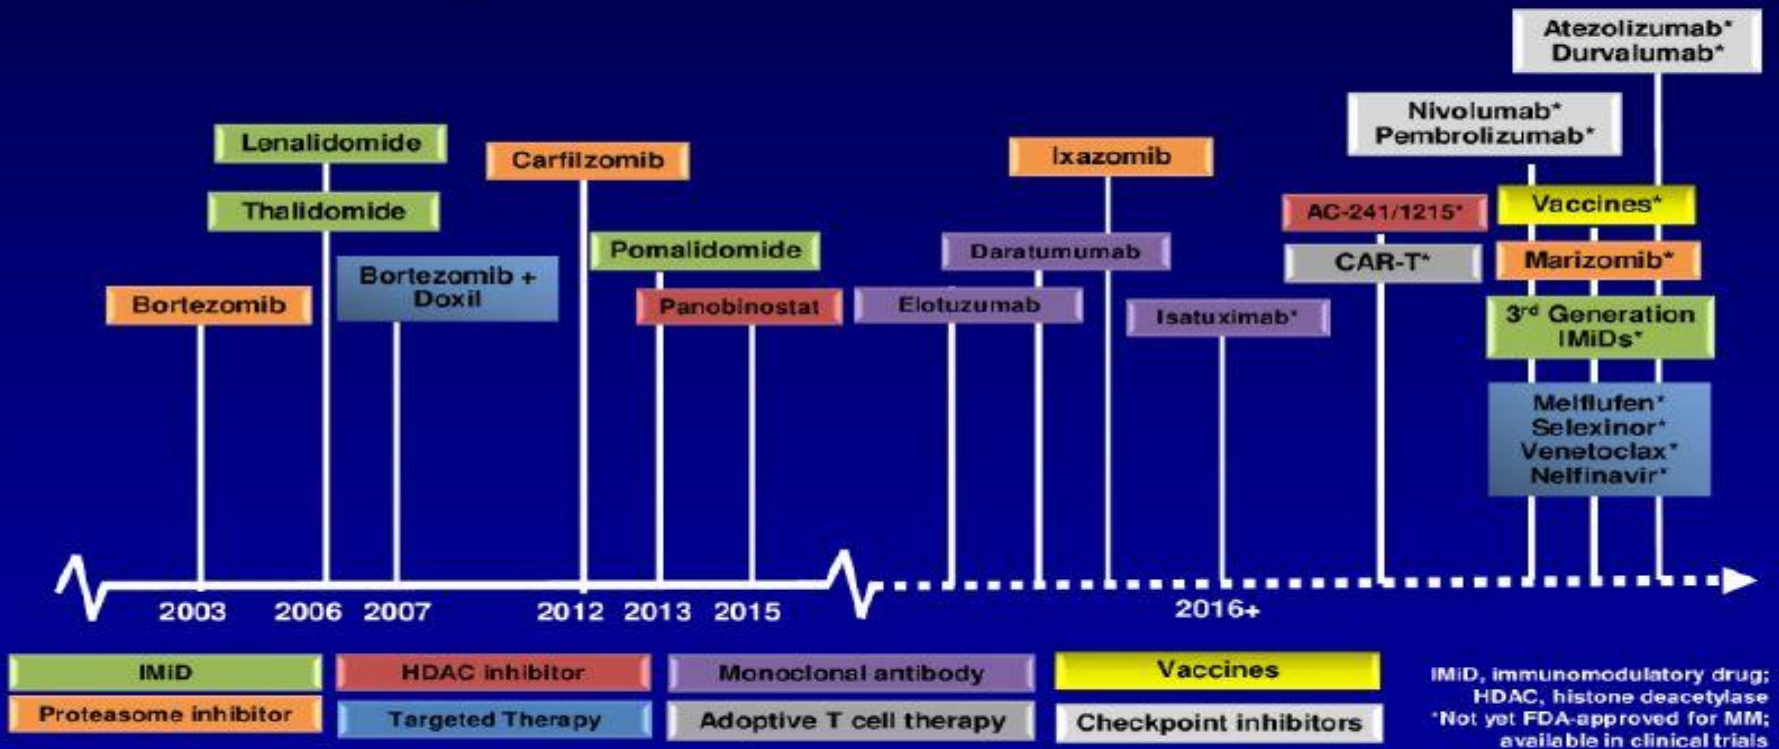 Atezolizumab*
Durvalumab*
Nivolumab*
Pembrolizumab*
Lenalidomide
Carfilzomib
Ixazomib
Thalidomide
AC-241/1215*
Vaccines*
Pomalidomide
Daratumumab
CAR-T*
Marizomib*
Bortezomib +
Doxil
Bortezomib
Panobinostat
Elotuzumab
Isatuximab*
3rd Generation
IMiDs*
Melflufen*
Selexinor*
Venetoclax*
Nelfinavir*
2003 2006 2007 2012 2013 2015 2016+
IMiD
HDAC inhibitor
Monoclonal antibody
Vaccines
Proteasome inhibitor
Targeted Therapy
Adoptive T cell therapy
Checkpoint inhibitors
IMiD, immunomodulatory drug;
HDAC, histone deacetylase
*Not yet FDA-approved for MM;
available in clinical trials